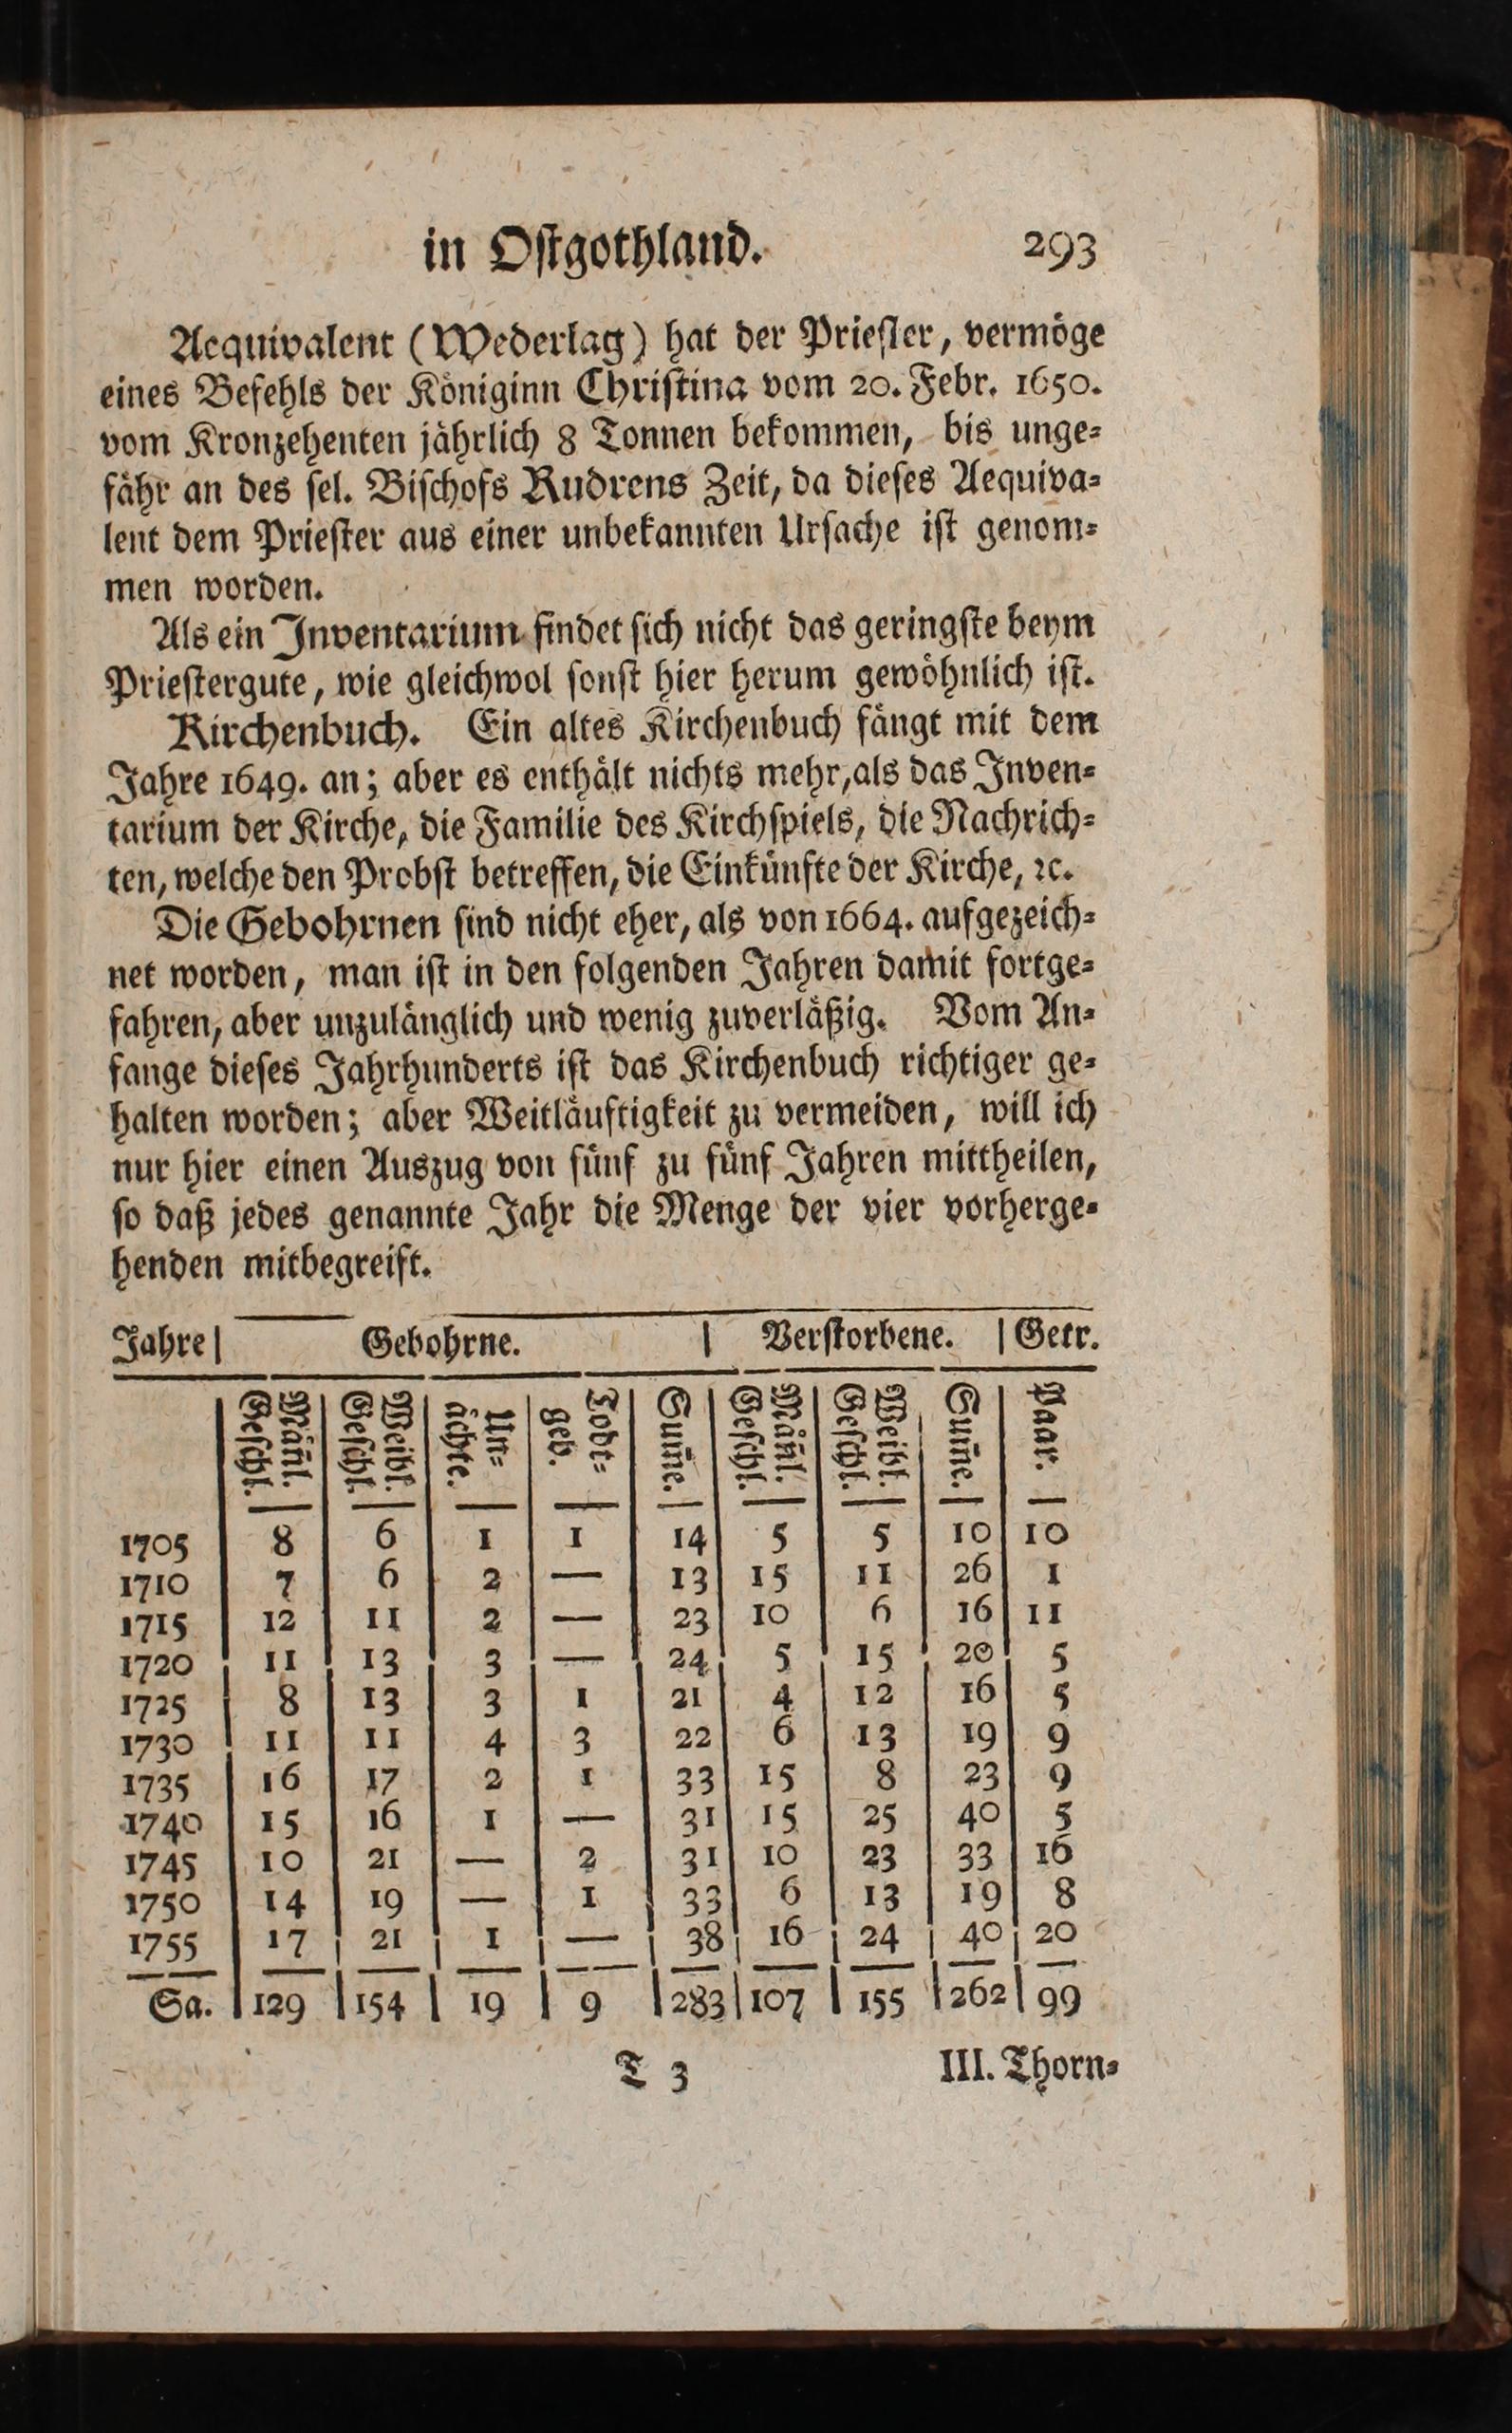 in Oſtgothland. 293
Aequivalent (Wederlag) hat der Prieſter, vermöge
eines Befehls der Königinn Chriſtina vom 20. Febr. 1650.
vom Kronzehenten jährlich 8 Tonnen bekommen, bis unge⸗
fähr an des ſel. Biſchofs Rudrens Zeit, da dieſes Aequiva⸗
lent dem Prieſter aus einer unbekannten Urſache iſt genom⸗
men worden.
Als ein Inventarium findet ſich nicht das geringſte beym
Prieſtergute, wie gleichwol ſonſt hier herum gewöhnlich iſt.
Kirchenbuch. Ein altes Kirchenbuch fängt mit dem
Jahre 1649. an; aber es enthält nichts mehr, als das Inven⸗
tarium der Kirche, die Familie des Kirchſpiels, die Nachrich⸗
ten, welche den Probſt betreffen, die Einkünfte der Kirche, ꝛc.
Die Gebohrnen ſind nicht eher, als von 1664. aufgezeich⸗
net worden, man iſt in den folgenden Jahren damit fortge⸗
fahren, aber unzulänglich und wenig zuverläßig. Vom An⸗
fange dieſes Jahrhunderts iſt das Kirchenbuch richtiger ge⸗
halten worden; aber Weitläuftigkeit zu vermeiden, will ich
nur hier einen Auszug von fünf zu fünf Jahren mittheilen,
ſo daß jedes genannte Jahr die Menge der vier vorherge⸗
henden mitbegreift.
Jahre | Gebohrne. | Verſtorbene. | Getr.
Mäñl. Geſchl. | Weibl. Geſchl. | Un⸗ ächte. | Todt⸗ geb. | Sum̃e. | Mäñl. Geſchl. | Weibl. Geſchl. | Sum̃e. | Paar.
1705 | 8 | 6 | 1 | 1 | 14 | 5 | 5 | 10 | 10
1710 | 7 | 6 | 2 | — | 13 | 15 | 11 | 26 | 1
1715 | 12 | 11 | 2 | — | 23 | 10 | 6 | 16 | 11
1720 | 11 | 13 | 3 | — | 24 | 5 | 15 | 20 | 5
1725 | 8 | 13 | 3 | 1 | 21 | 4 | 12 | 16 | 5
1730 | 11 | 11 | 4 | 3 | 22 | 6 | 13 | 19 | 9
1735 | 16 | 17 | 2 | 1 | 33 | 15 | 8 | 23 | 9
1740 | 15 | 16 | 1 | — | 31 | 15 | 25 | 40 | 5
1745 | 10 | 21 | — | 2 | 31 | 10 | 23 | 33 | 16
1750 | 14 | 19 | — | 1 | 33 | 6 | 13 | 19 | 8
1755 | 17 | 21 | 1 | — | 38 | 16 | 24 | 40 | 20
Sa. | 129 | 154 | 19 | 9 | 283 | 107 | 155 | 262 | 99
T 3 III. Thorn⸗